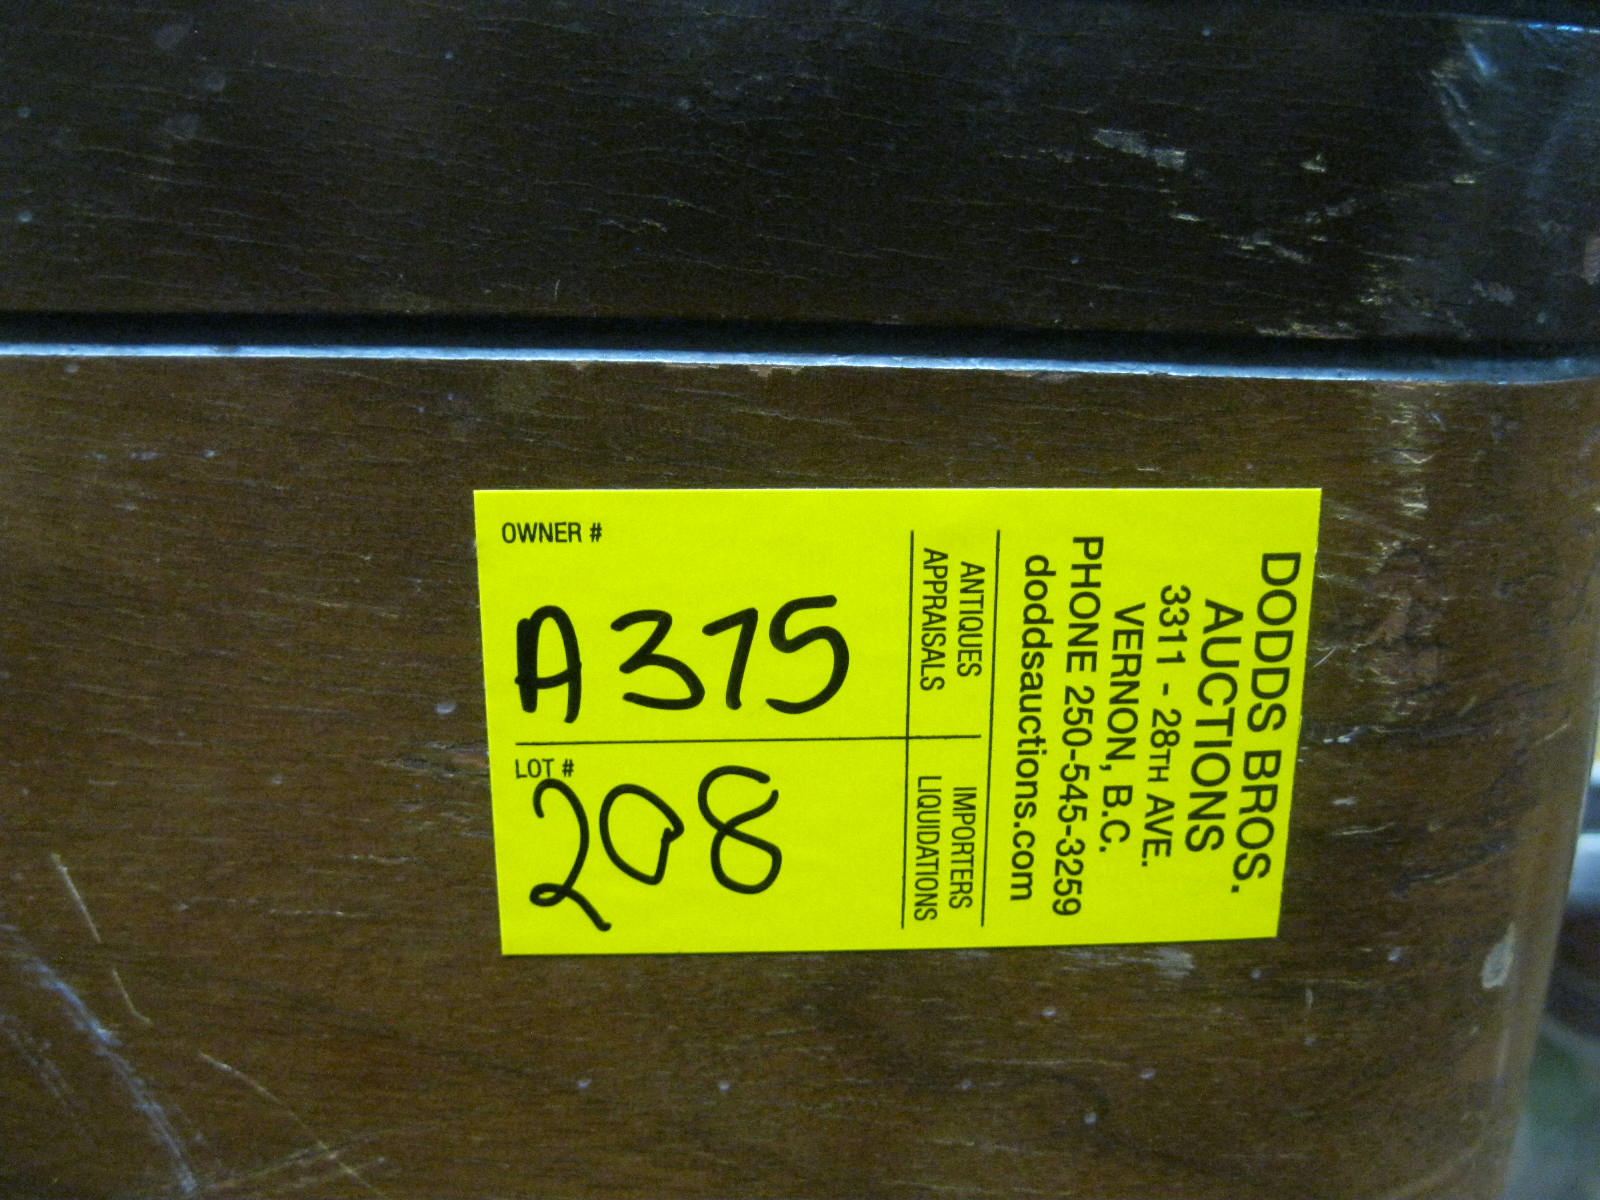 OWNER #
A375
LOT #
208
ANTIQUES
APPRAISALS
IMPORTERS
LIQUIDATIONS
DODDS BROS.
AUCTIONS
3311 - 28TH AVE.
VERNON, B.C.
PHONE 250-545-3259
doddsauctions.com